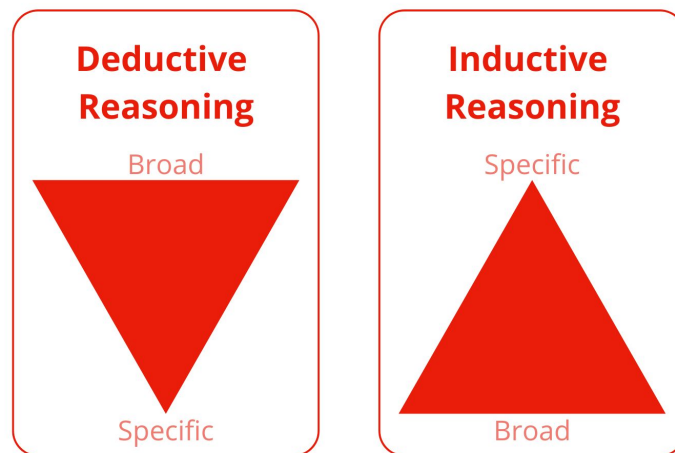 Deductive
Reasoning
Broad
Specific
Inductive
Reasoning
Specific
Broad